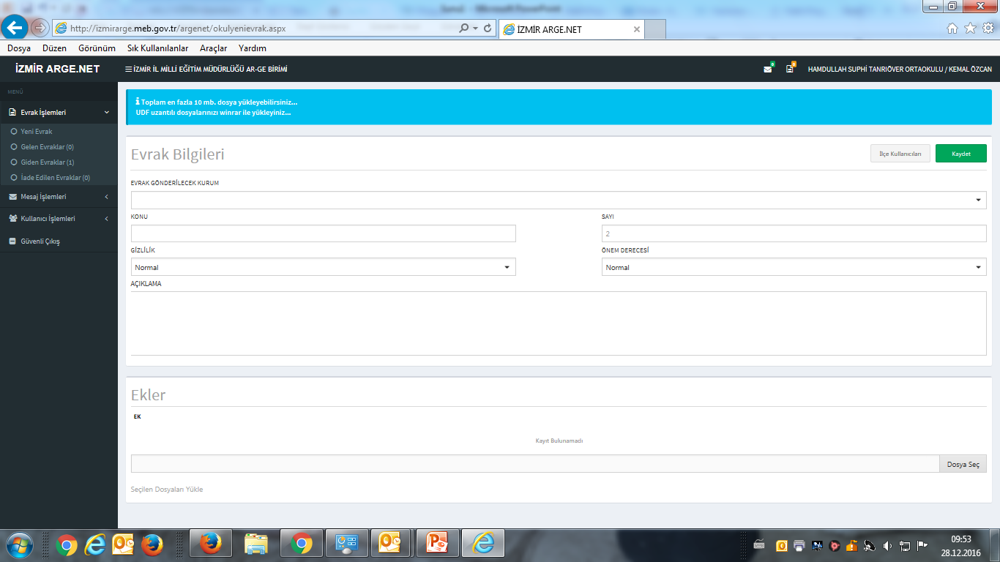 http://izmirarge.meb.gov.tr/argenet/okulyenievrak.aspx
İZMİR ARGE.NET
Dosya Düzen Görünüm Sık Kullanılanlar Araçlar Yardım
İZMİR ARGE.NET
İZMİR İL MİLLİ EĞİTİM MÜDÜRLÜĞÜ AR-GE BİRİMİ
0
0
HAMDULLAH SUPHİ TANRIÖVER ORTAOKULU / KEMAL ÖZCAN
MENÜ
Evrak İşlemleri
Yeni Evrak
Gelen Evraklar (0)
Giden Evraklar (1)
İade Edilen Evraklar (0)
Mesaj İşlemleri
Kullanıcı İşlemleri
Güvenli Çıkış
Toplam en fazla 10 mb. dosya yükleyebilirsiniz...
UDF uzantılı dosyalarınızı winrar ile yükleyiniz...
Evrak Bilgileri
İlçe Kullanıcıları
Kaydet
EVRAK GÖNDERİLECEK KURUM
KONU
SAYI
2
GİZLİLİK
ÖNEM DERECESİ
Normal
Normal
AÇIKLAMA
Ekler
EK
Kayıt Bulunamadı
Dosya Seç
Seçilen Dosyaları Yükle
09:53
28.12.2016